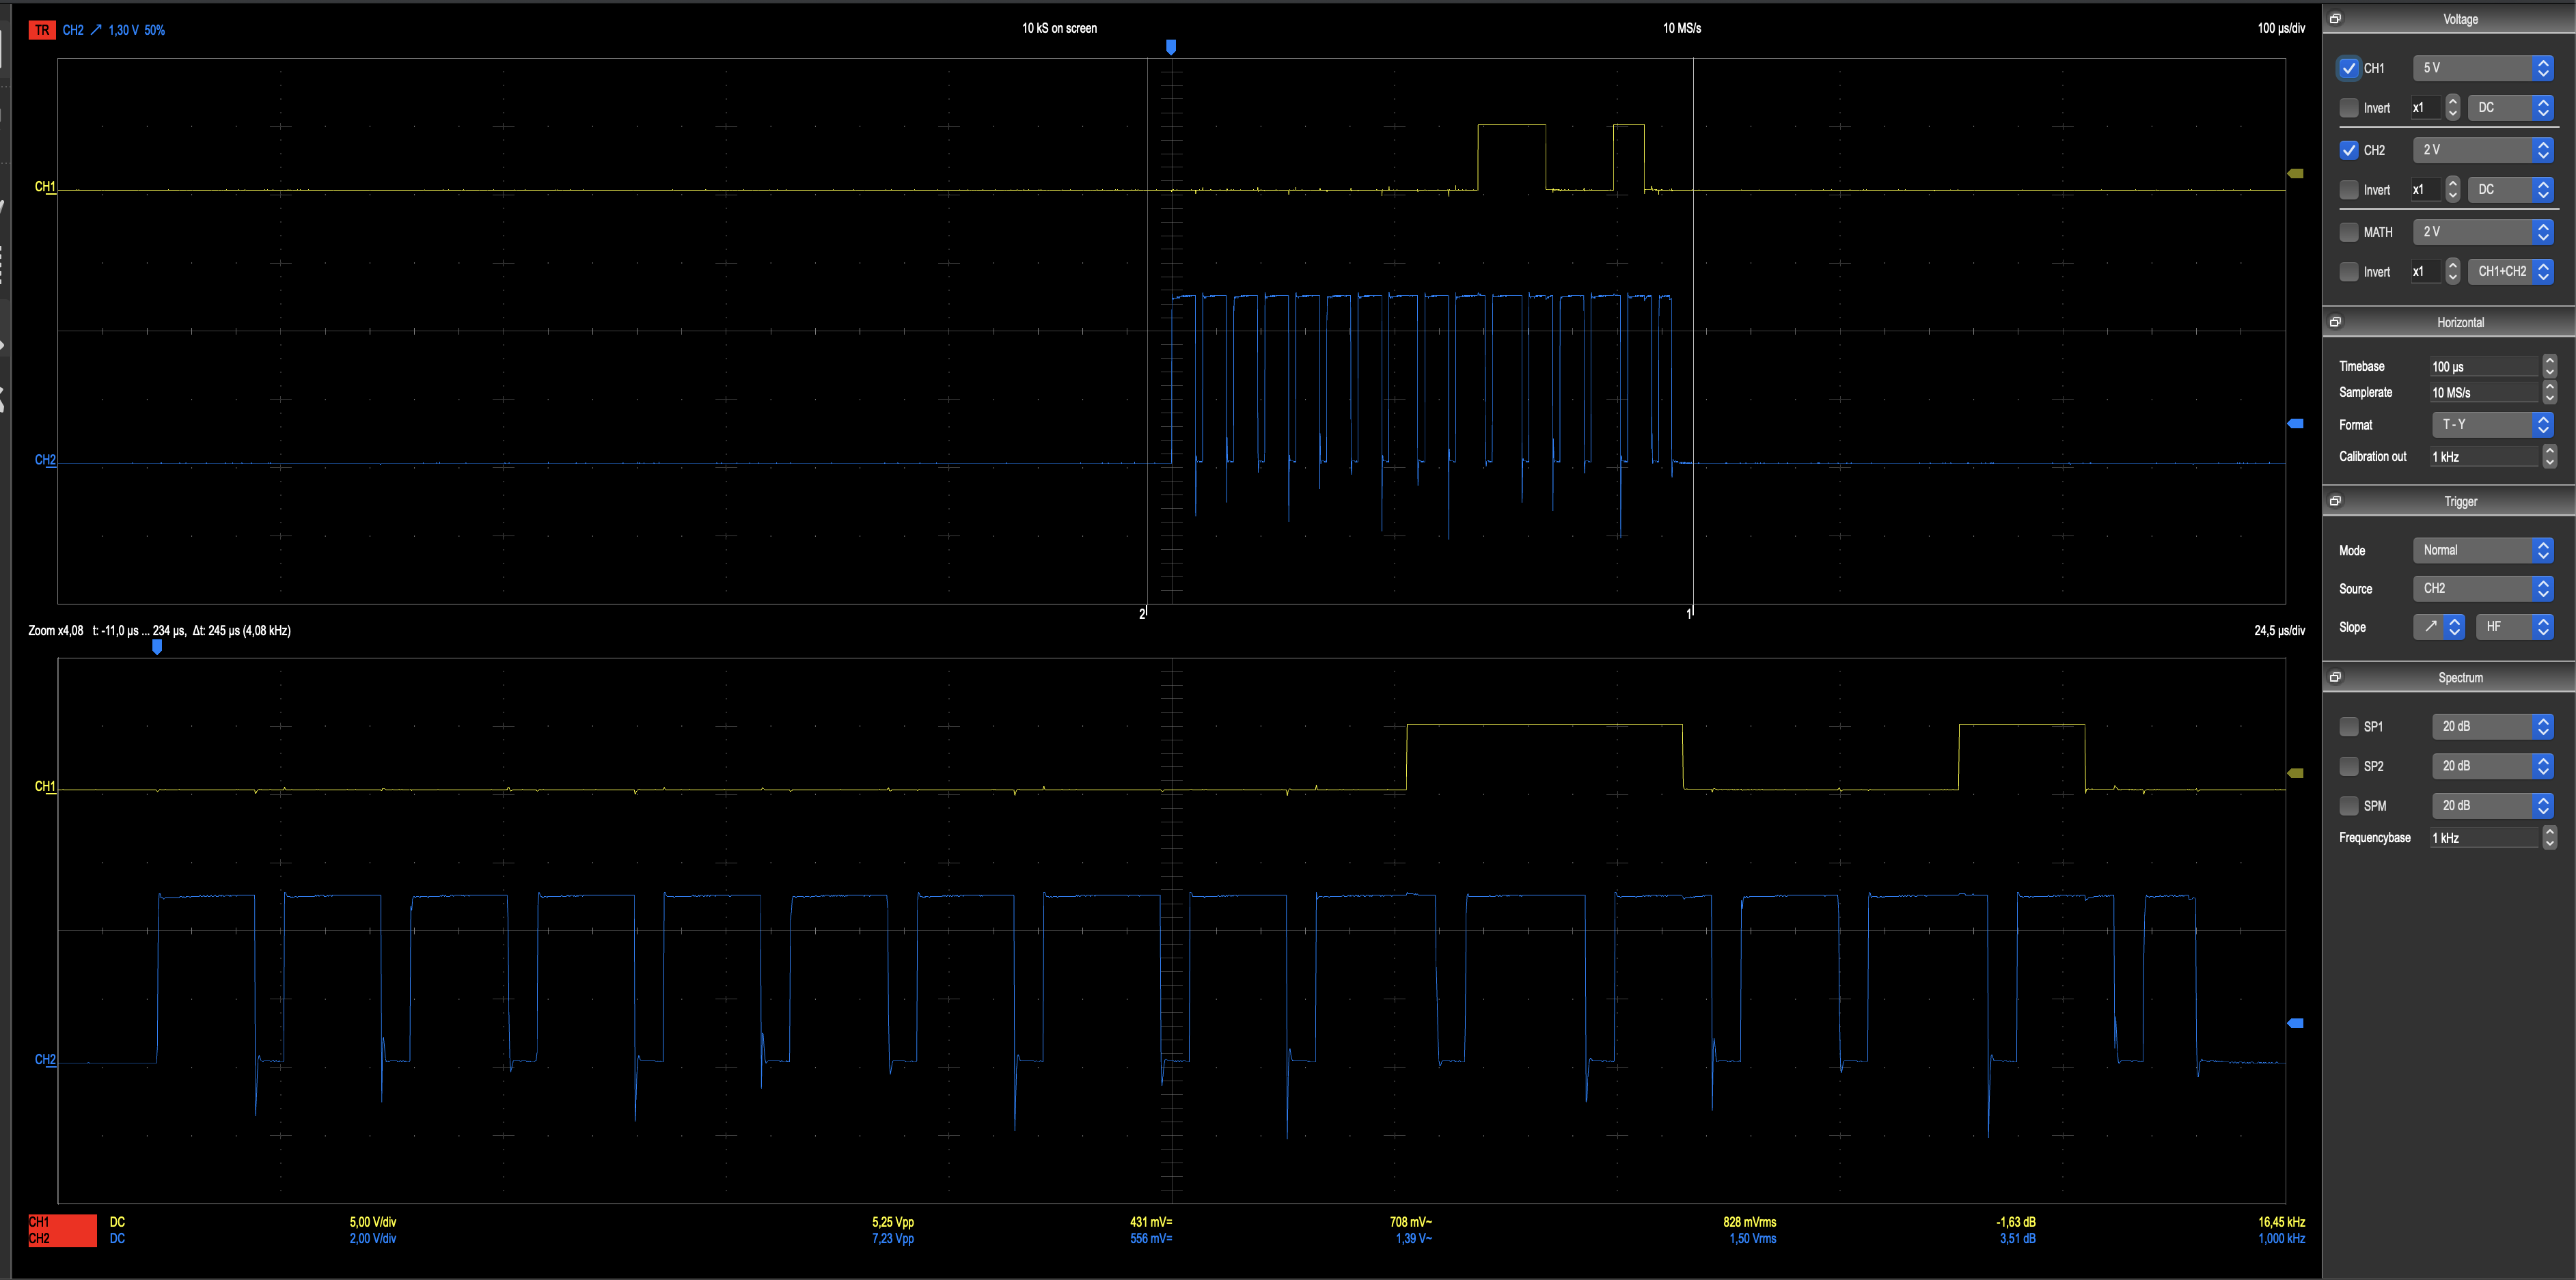 TR CH2 1,30 V 50% 10 kS on screen 10 MS/s 100 µs/div
CH1
CH2
2 1
Zoom x4,08 t: -11,0 µs ... 234 µs, Δt: 245 µs (4,08 kHz) 24,5 µs/div
CH1
CH2
CH1 DC 5,00 V/div 5,25 Vpp 431 mV= 708 mV~ 828 mVrms -1,63 dB 16,45 kHz
CH2 DC 2,00 V/div 7,23 Vpp 556 mV= 1,39 V~ 1,50 Vrms 3,51 dB 1,000 kHz
Voltage
CH1 5 V
Invert x1 DC
CH2 2 V
Invert x1 DC
MATH 2 V
Invert x1 CH1+CH2
Horizontal
Timebase 100 µs
Samplerate 10 MS/s
Format T - Y
Calibration out 1 kHz
Trigger
Mode Normal
Source CH2
Slope HF
Spectrum
SP1 20 dB
SP2 20 dB
SPM 20 dB
Frequencybase 1 kHz